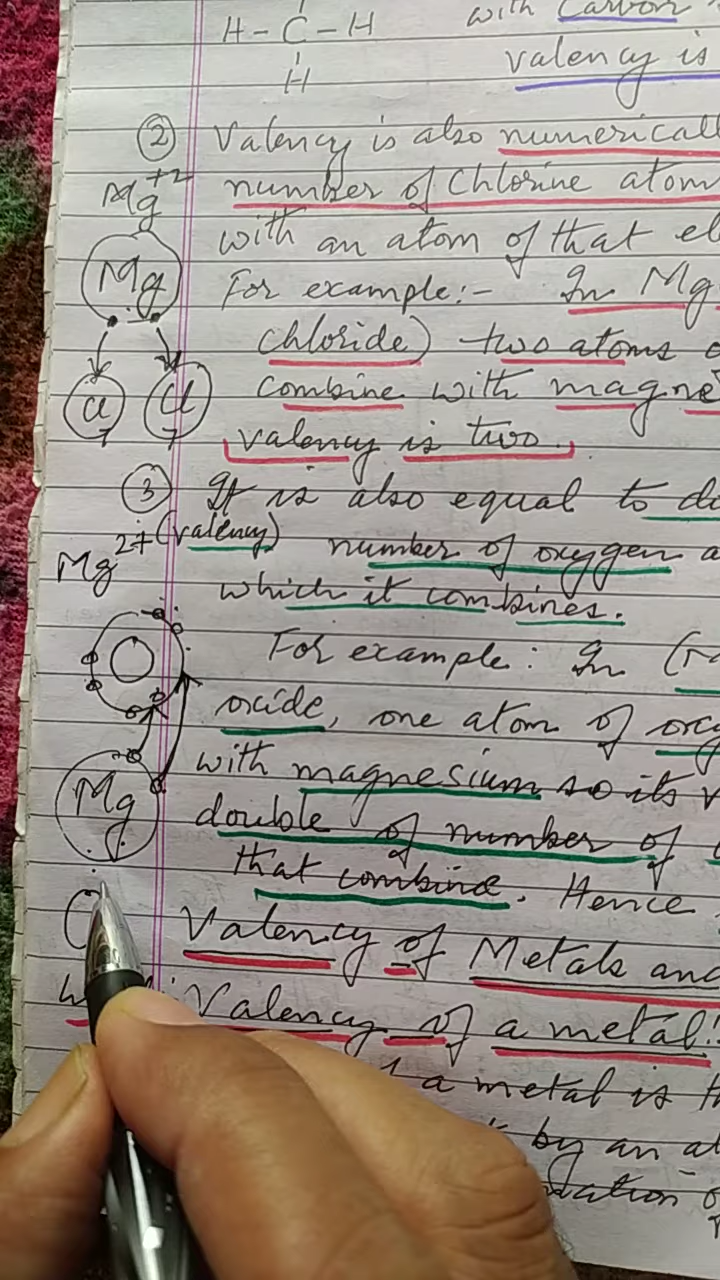 H - C - H with Carbon
H valency is
② Valency is also numericall
Mg+2 number of Chlorine atom
with an atom of that el
Mg For example:- In Mg
chloride) two atoms
Cl Cl combine with magne
valency is two.
③ It is also equal to d
Mg2+ (valency) number of oxygen a
which it combines.
For example: In
oxide, one atom of oxy
with magnesium so its v
Mg double of number of
that combine. Hence
Valency of Metals and
Valency of a metal:
a metal is th
by an at